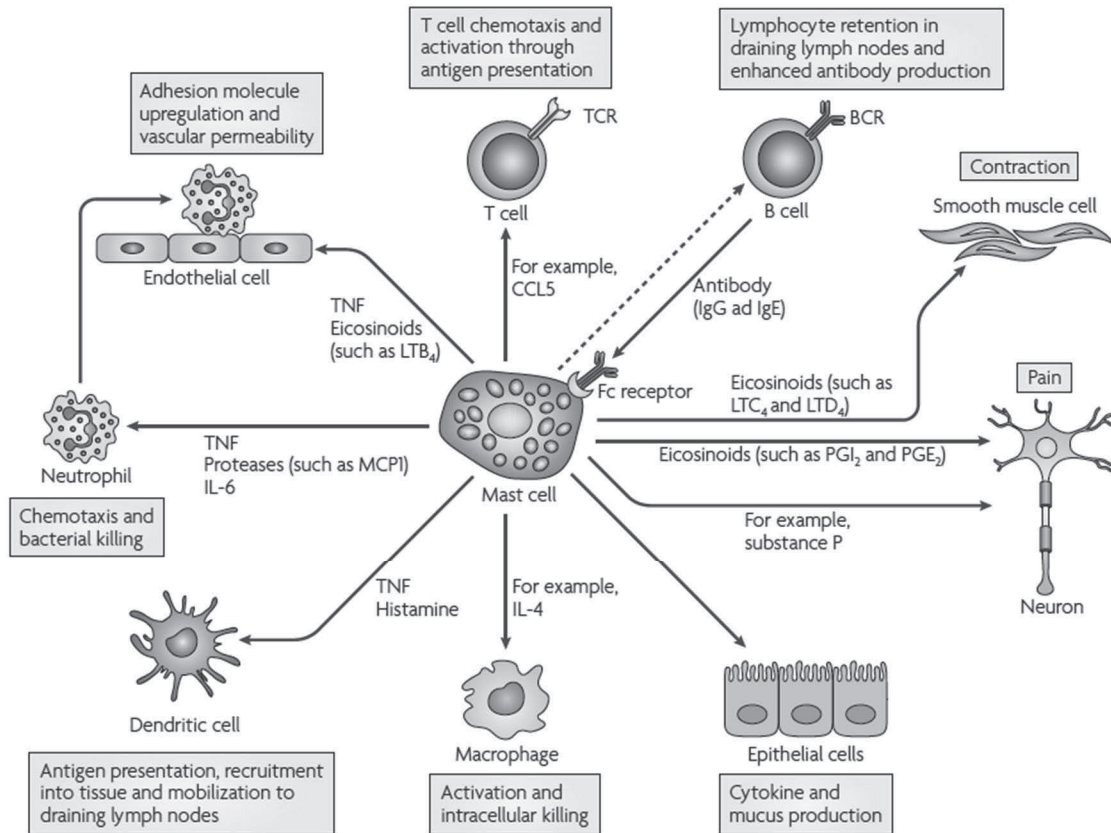 T cell chemotaxis and
activation through
antigen presentation
Lymphocyte retention in
draining lymph nodes and
enhanced antibody production
Adhesion molecule
upregulation and
vascular permeability
TCR
BCR
Contraction
T cell
B cell
Smooth muscle cell
Endothelial cell
For example,
CCL5
Antibody
(IgG ad IgE)
TNF
Eicosinoids
(such as LTB₄)
Fc receptor
Eicosinoids (such as
LTC₄ and LTD₄)
Pain
Neutrophil
TNF
Proteases (such as MCP1)
IL-6
Eicosinoids (such as PGI₂ and PGE₂)
Mast cell
Chemotaxis and
bacterial killing
For example,
substance P
TNF
Histamine
For example,
IL-4
Neuron
Dendritic cell
Macrophage
Epithelial cells
Antigen presentation, recruitment
into tissue and mobilization to
draining lymph nodes
Activation and
intracellular killing
Cytokine and
mucus production